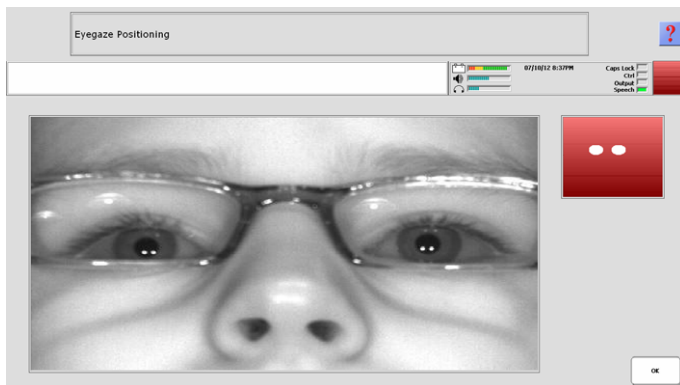 Eyegaze Positioning
?
07/10/12 8:37PM
Caps Lock
Ctrl
Output
Speech
OK